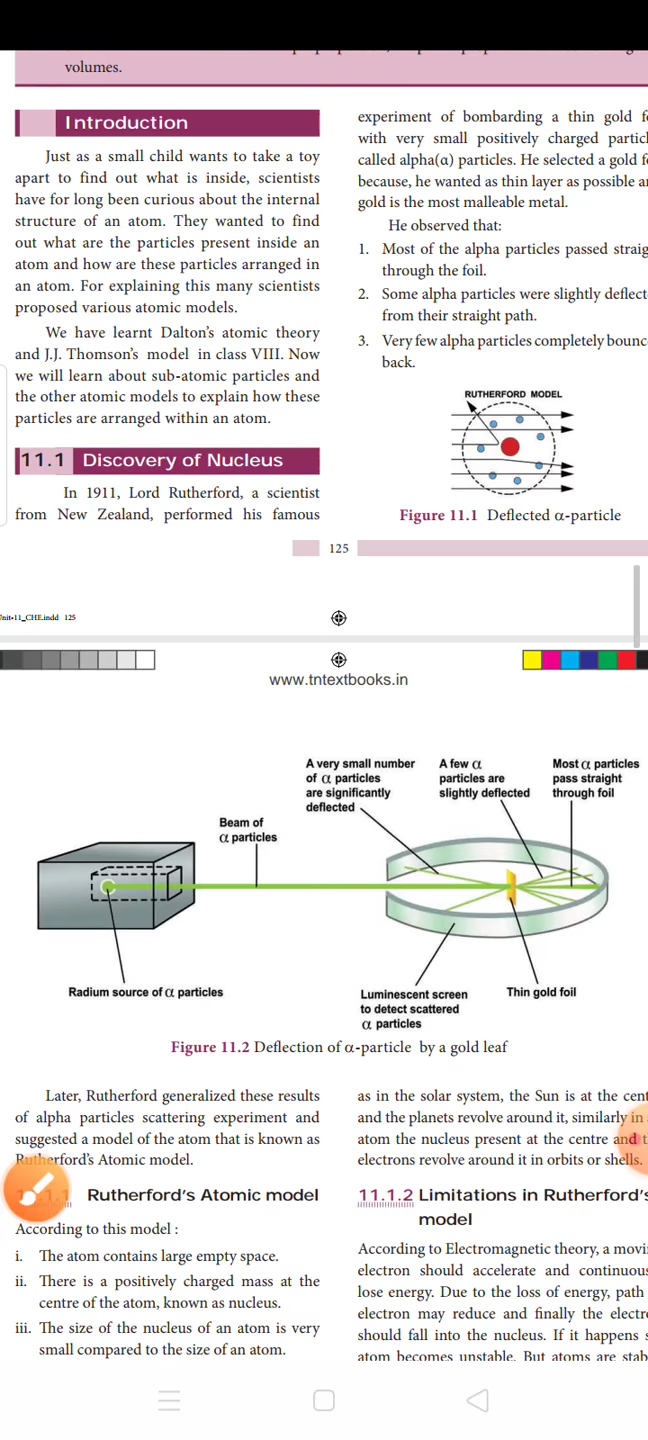 volumes.
Introduction
Just as a small child wants to take a toy
apart to find out what is inside, scientists
have for long been curious about the internal
structure of an atom. They wanted to find
out what are the particles present inside an
atom and how are these particles arranged in
an atom. For explaining this many scientists
proposed various atomic models.
We have learnt Dalton's atomic theory
and J.J. Thomson's model in class VIII. Now
we will learn about sub-atomic particles and
the other atomic models to explain how these
particles are arranged within an atom.
11.1 Discovery of Nucleus
In 1911, Lord Rutherford, a scientist
from New Zealand, performed his famous
experiment of bombarding a thin gold
with very small positively charged
called alpha(α) particles. He selected a gold
because, he wanted as thin layer as possible
gold is the most malleable metal.
He observed that:
1. Most of the alpha particles passed
through the foil.
2. Some alpha particles were slightly
from their straight path.
3. Very few alpha particles completely
back.
RUTHERFORD MODEL
Figure 11.1 Deflected α-particle
125
11_CHE.indd 125
www.tntextbooks.in
A very small number
of α particles
are significantly
deflected
A few α
particles are
slightly deflected
Most α particles
pass straight
through foil
Beam of
α particles
Radium source of α particles
Luminescent screen
to detect scattered
α particles
Thin gold foil
Figure 11.2 Deflection of α-particle by a gold leaf
Later, Rutherford generalized these results
of alpha particles scattering experiment and
suggested a model of the atom that is known as
Rutherford's Atomic model.
11.1.1 Rutherford's Atomic model
According to this model :
i. The atom contains large empty space.
ii. There is a positively charged mass at the
centre of the atom, known as nucleus.
iii. The size of the nucleus of an atom is very
small compared to the size of an atom.
as in the solar system, the Sun is at the
and the planets revolve around it, similarly in
atom the nucleus present at the centre and
electrons revolve around it in orbits or shells.
11.1.2 Limitations in Rutherford's
model
According to Electromagnetic theory, a
electron should accelerate and
lose energy. Due to the loss of energy, path
electron may reduce and finally the
should fall into the nucleus. If it happens
atom becomes unstable. But atoms are